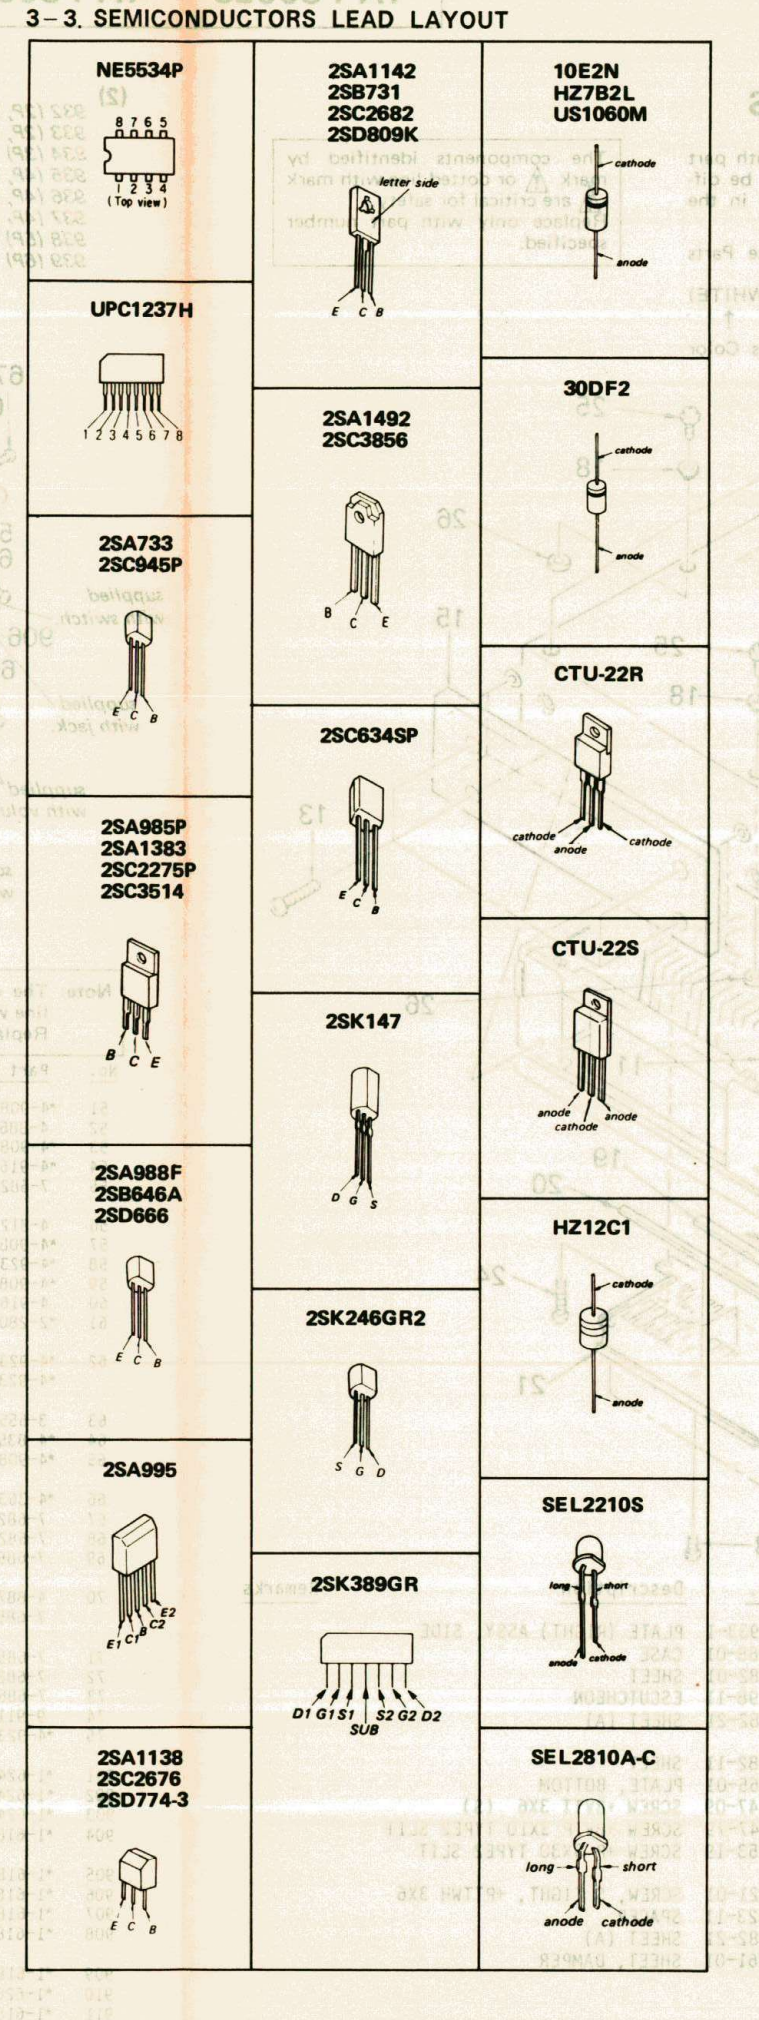 3-3. SEMICONDUCTORS LEAD LAYOUT
NE5534P
8 7 6 5
1 2 3 4
(Top view)
UPC1237H
1 2 3 4 5 6 7 8
2SA733
2SC945P
E C B
2SA985P
2SA1383
2SC2275P
2SC3514
B C E
2SA988F
2SB646A
2SD666
E C B
2SA995
E1 C1 B C2 E2
2SA1138
2SC2676
2SD774-3
E C B
2SA1142
2SB731
2SC2682
2SD809K
letter side
E C B
2SA1492
2SC3856
B C E
2SC634SP
E C B
2SK147
D G S
2SK246GR2
S G D
2SK389GR
D1 G1 S1 S2 G2 D2
SUB
10E2N
HZ7B2L
US1060M
cathode
anode
30DF2
cathode
anode
CTU-22R
cathode
anode
cathode
CTU-22S
anode
cathode
anode
HZ12C1
cathode
anode
SEL2210S
long short
anode cathode
SEL2810A-C
long short
anode cathode